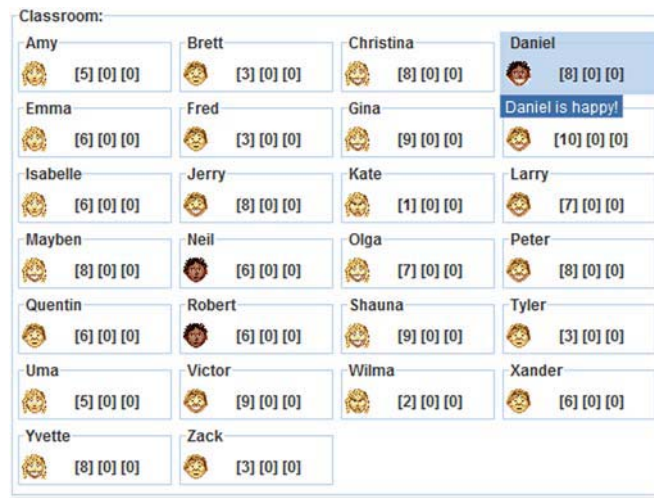 Classroom:
Amy Brett Christina Daniel
[5] [0] [0] [3] [0] [0] [8] [0] [0] [8] [0] [0]
Emma Fred Gina Daniel is happy!
[6] [0] [0] [3] [0] [0] [9] [0] [0] [10] [0] [0]
Isabelle Jerry Kate Larry
[6] [0] [0] [8] [0] [0] [1] [0] [0] [7] [0] [0]
Mayben Neil Olga Peter
[8] [0] [0] [6] [0] [0] [7] [0] [0] [8] [0] [0]
Quentin Robert Shauna Tyler
[6] [0] [0] [6] [0] [0] [9] [0] [0] [3] [0] [0]
Uma Victor Wilma Xander
[5] [0] [0] [9] [0] [0] [2] [0] [0] [6] [0] [0]
Yvette Zack
[8] [0] [0] [3] [0] [0]